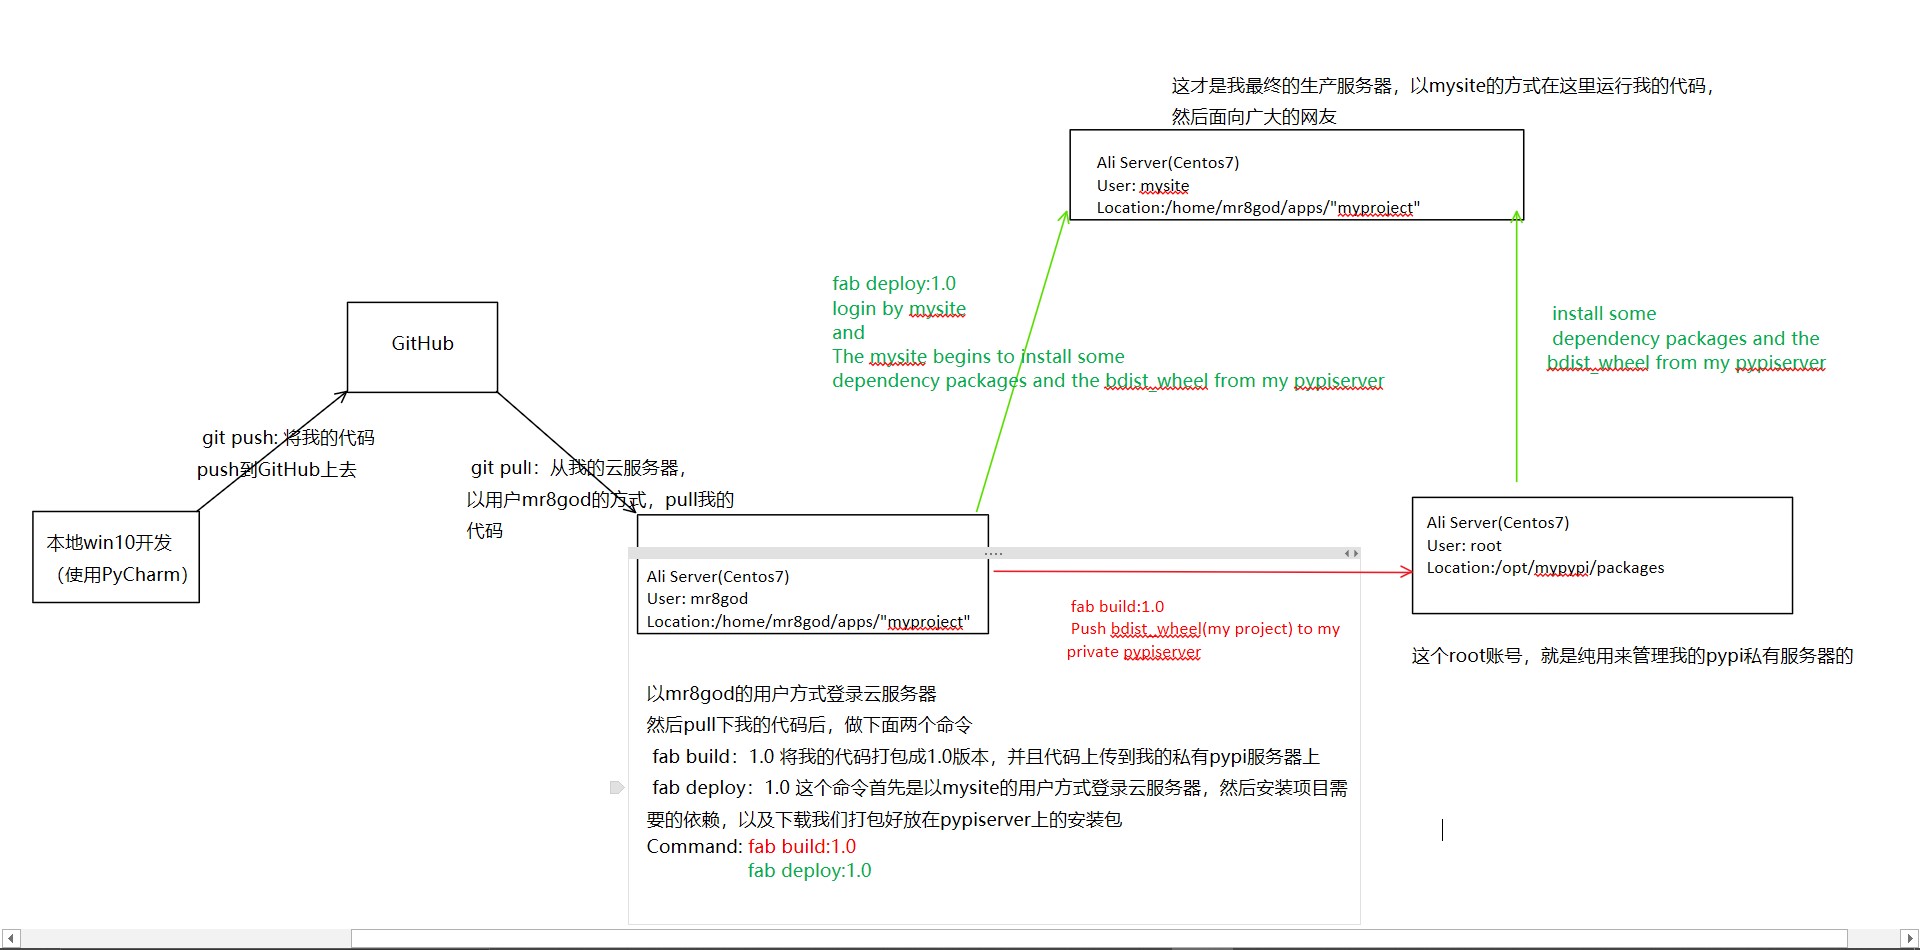 这才是我最终的生产服务器，以mysite的方式在这里运行我的代码，
然后面向广大的网友
Ali Server(Centos7)
User: mysite
Location:/home/mr8god/apps/"myproject"
fab deploy:1.0
login by mysite
and
The mysite begins to install some
dependency packages and the bdist_wheel from my pypiserver
install some
dependency packages and the
bdist_wheel from my pypiserver
GitHub
git push: 将我的代码
push到GitHub上去
git pull：从我的云服务器，
以用户mr8god的方式，pull我的
代码
本地win10开发
（使用PyCharm）
Ali Server(Centos7)
User: mr8god
Location:/home/mr8god/apps/"myproject"
fab build:1.0
Push bdist_wheel(my project) to my
private pypiserver
Ali Server(Centos7)
User: root
Location:/opt/mypypi/packages
这个root账号，就是纯用来管理我的pypi私有服务器的
以mr8god的用户方式登录云服务器
然后pull下我的代码后，做下面两个命令
fab build：1.0 将我的代码打包成1.0版本，并且代码上传到我的私有pypi服务器上
fab deploy：1.0 这个命令首先是以mysite的用户方式登录云服务器，然后安装项目需
要的依赖，以及下载我们打包好放在pypiserver上的安装包
Command: fab build:1.0
fab deploy:1.0